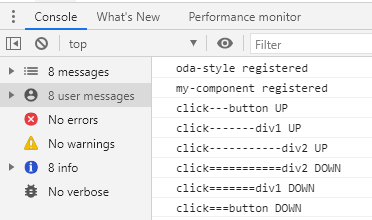 Console What's New Performance monitor
top Filter
8 messages
8 user messages
No errors
No warnings
8 info
No verbose
oda-style registered
my-component registered
click---button UP
click-------div1 UP
click-----------div2 UP
click===========div2 DOWN
click=======div1 DOWN
click===button DOWN